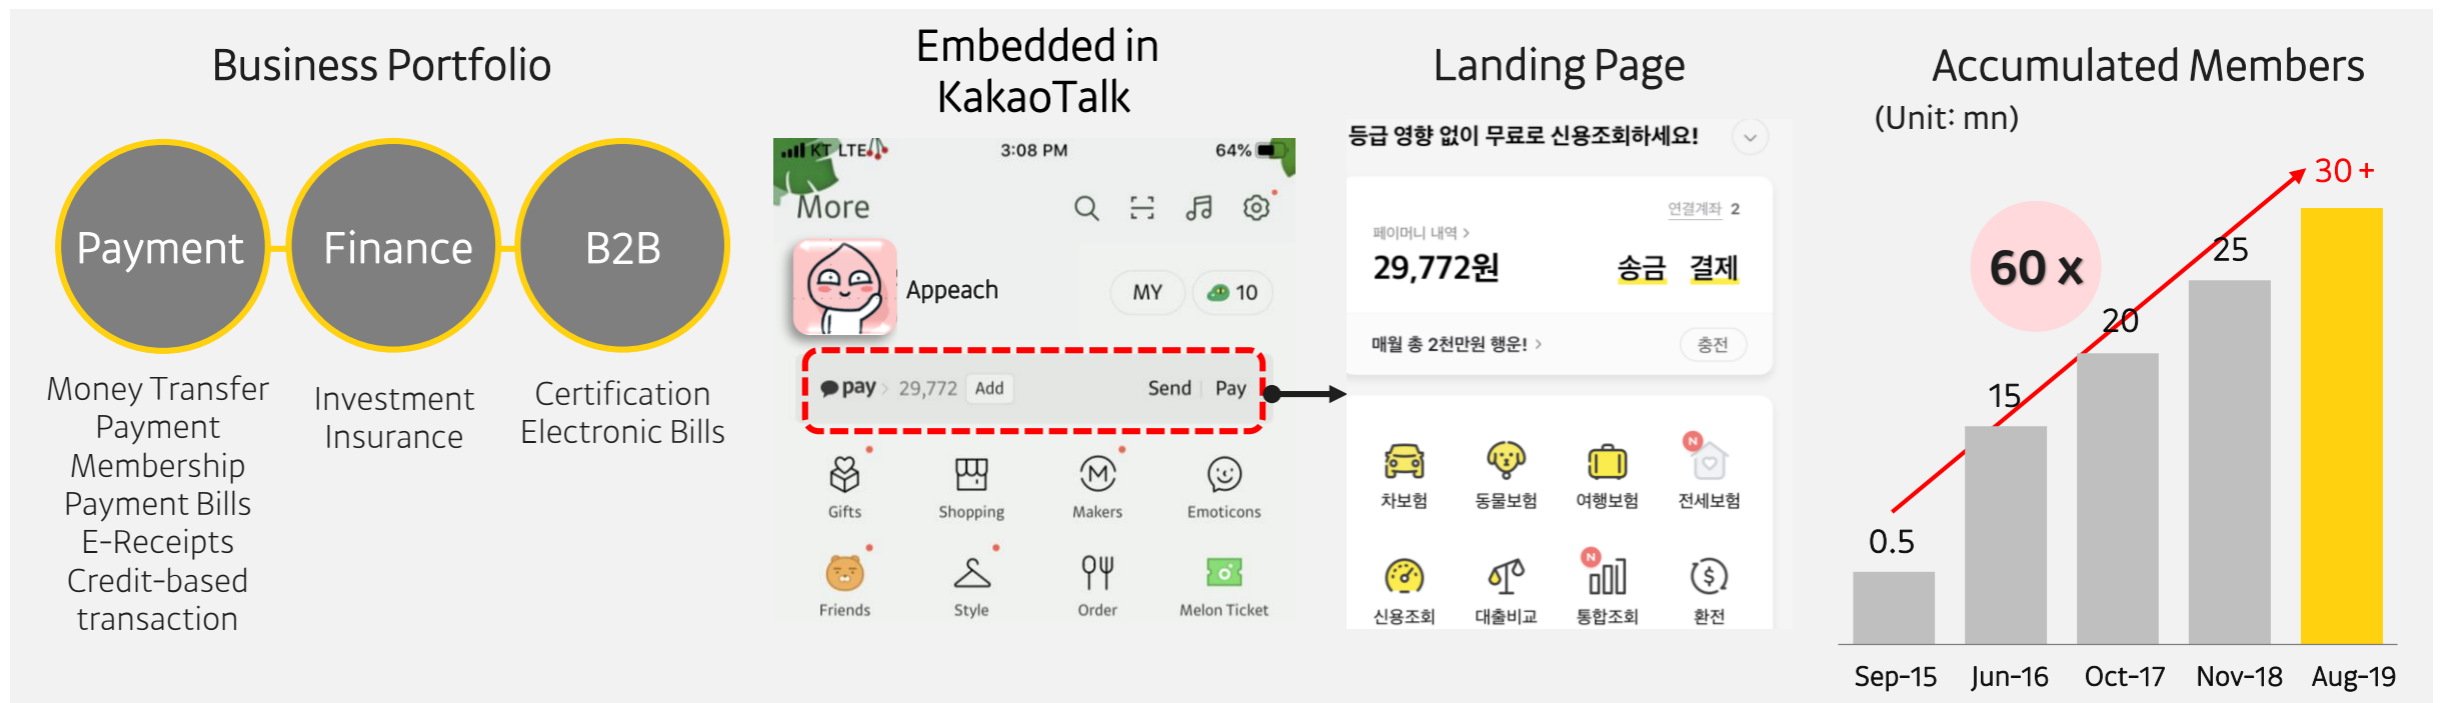 Business Portfolio
Payment
Finance
B2B
Money Transfer
Payment
Membership
Payment Bills
E-Receipts
Credit-based
transaction
Investment
Insurance
Certification
Electronic Bills
Embedded in
KakaoTalk
KT LTE 3:08 PM 64%
More
Appeach MY 10
pay > 29,772 Add Send Pay
Gifts Shopping Makers Emoticons
Friends Style Order Melon Ticket
Landing Page
등급 영향 없이 무료로 신용조회하세요!
연결계좌 2
페이머니 내역 >
29,772원 송금 결제
매월 총 2천만원 행운! > 충전
N
차보험 동물보험 여행보험 전세보험
N
신용조회 대출비교 통합조회 환전
Accumulated Members
(Unit: mn)
60 x
30 +
25
20
15
0.5
Sep-15 Jun-16 Oct-17 Nov-18 Aug-19